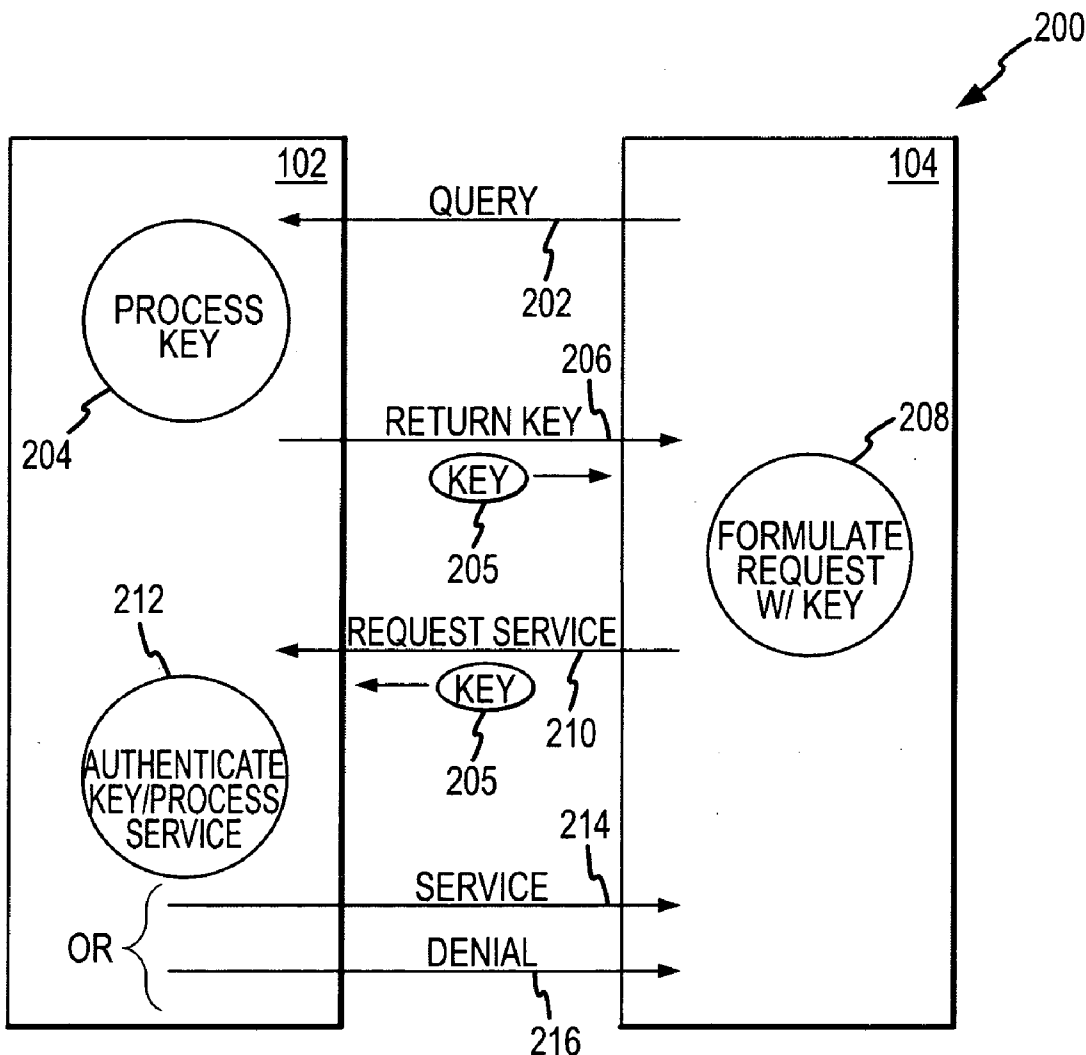 200
102
104
QUERY
202
PROCESS
KEY
204
206
RETURN KEY
KEY
205
208
FORMULATE
REQUEST
W/ KEY
212
REQUEST SERVICE
KEY
205
210
AUTHENTICATE
KEY/PROCESS
SERVICE
214
SERVICE
OR
DENIAL
216